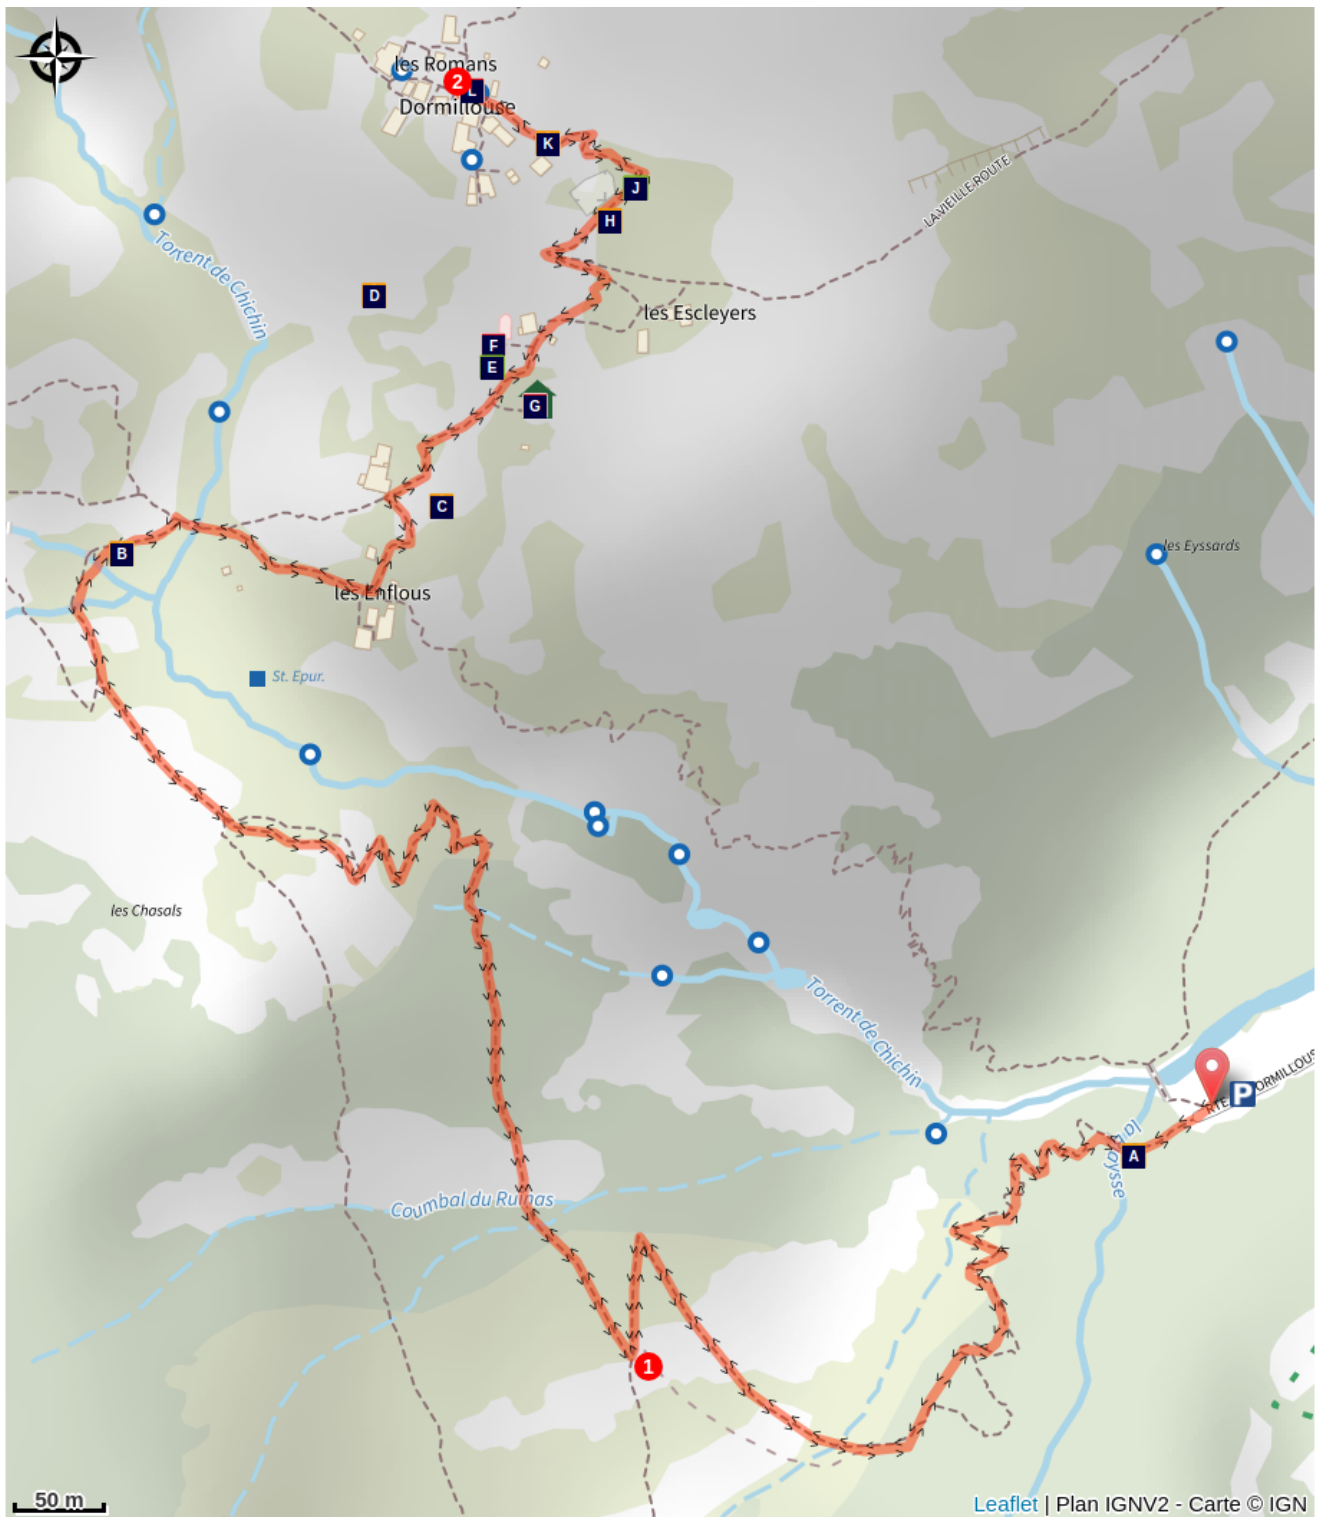 les Romans
2
L
Dormillouse
K
J
H
LA VIEILLE ROUTE
Torrent de Chichin
D
les Escleyers
F
E
G
C
B
les Eyssards
les Enflous
St. Epur.
les Chasals
Torrent de Chichin
P
A
Coumbal du Ruinas
1
50 m
Leaflet | Plan IGNV2 - Carte © IGN